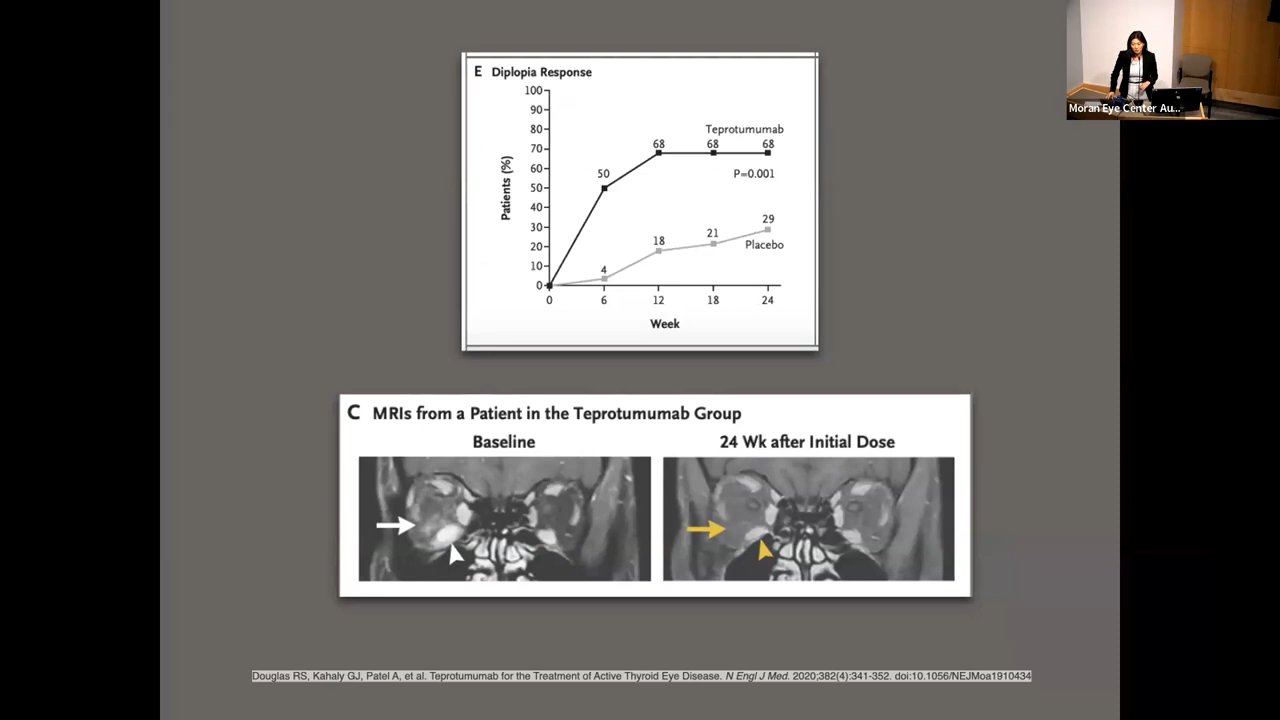 E Diplopia Response
100
90
80
70
60
50
40
30
20
10
0
Patients (%)
Teprotumumab
50
68
68
68
P=0.001
4
18
21
29
Placebo
0 6 12 18 24
Week
C MRIs from a Patient in the Teprotumumab Group
Baseline
24 Wk after Initial Dose
Douglas RS, Kahaly GJ, Patel A, et al. Teprotumumab for the Treatment of Active Thyroid Eye Disease. N Engl J Med. 2020;382(4):341-352. doi:10.1056/NEJMoa1910434
Moran Eye Center Au...